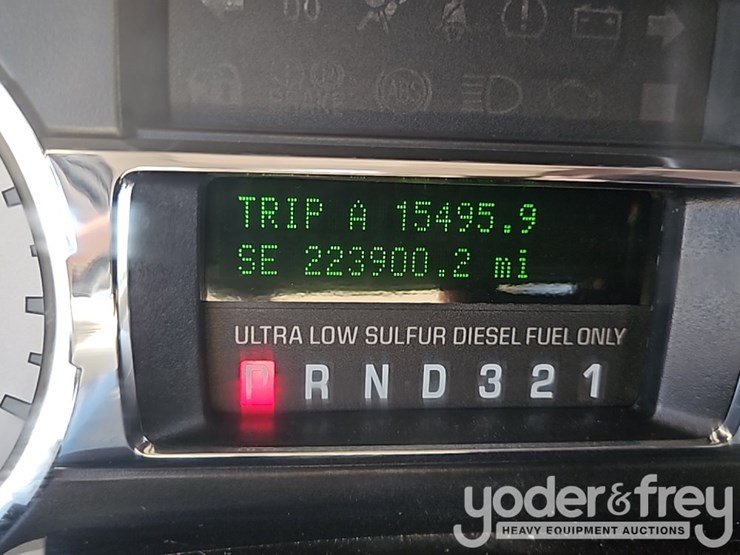 BRAKE
ABS
TRIP A 15495.9
SE 223900.2 mi
ULTRA LOW SULFUR DIESEL FUEL ONLY
P R N D 3 2 1
yoder&frey
HEAVY EQUIPMENT AUCTIONS